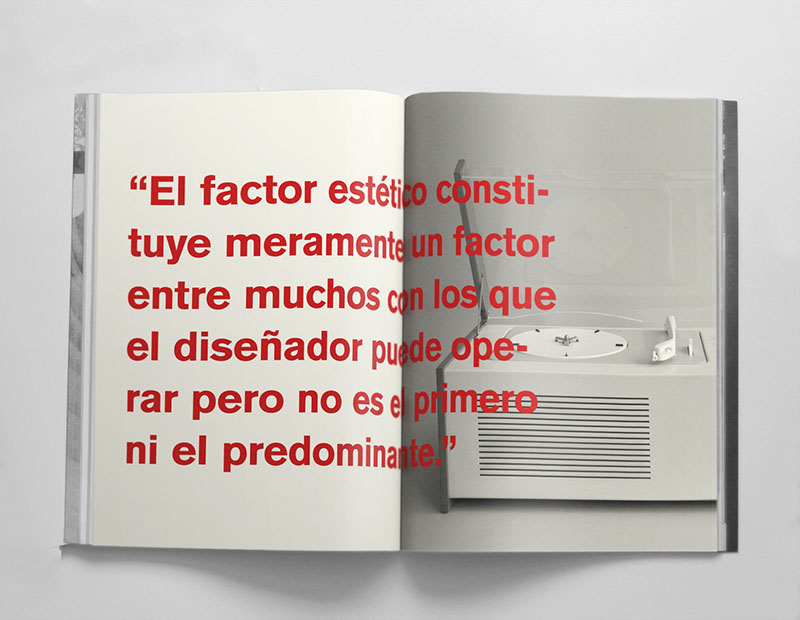 “El factor estético consti-
tuye meramente un factor
entre muchos con los que
el diseñador puede ope-
rar pero no es el primero
ni el predominante.”